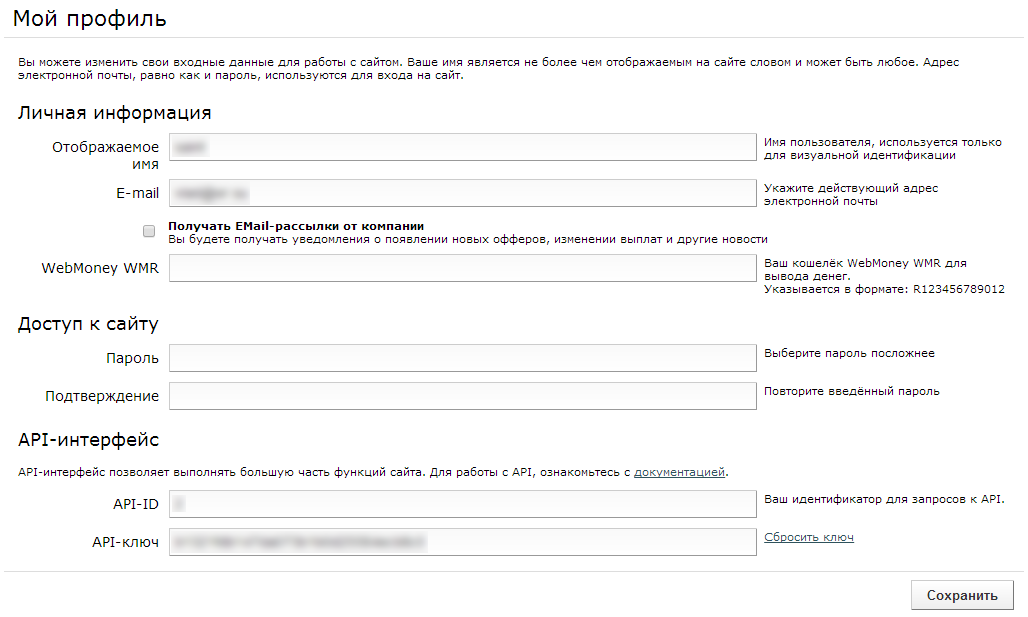 Мой профиль
Вы можете изменить свои входные данные для работы с сайтом. Ваше имя является не более чем отображаемым на сайте словом и может быть любое. Адрес
электронной почты, равно как и пароль, используются для входа на сайт.
Личная информация
Отображаемое
имя
Имя пользователя, используется только
для визуальной идентификации
E-mail
Укажите действующий адрес
электронной почты
Получать EMail-рассылки от компании
Вы будете получать уведомления о появлении новых офферов, изменении выплат и другие новости
WebMoney WMR
Ваш кошелёк WebMoney WMR для
вывода денег.
Указывается в формате: R123456789012
Доступ к сайту
Пароль
Выберите пароль посложнее
Подтверждение
Повторите введённый пароль
API-интерфейс
API-интерфейс позволяет выполнять большую часть функций сайта. Для работы с API, ознакомьтесь с документацией.
API-ID
Ваш идентификатор для запросов к API.
API-ключ
Сбросить ключ
Сохранить